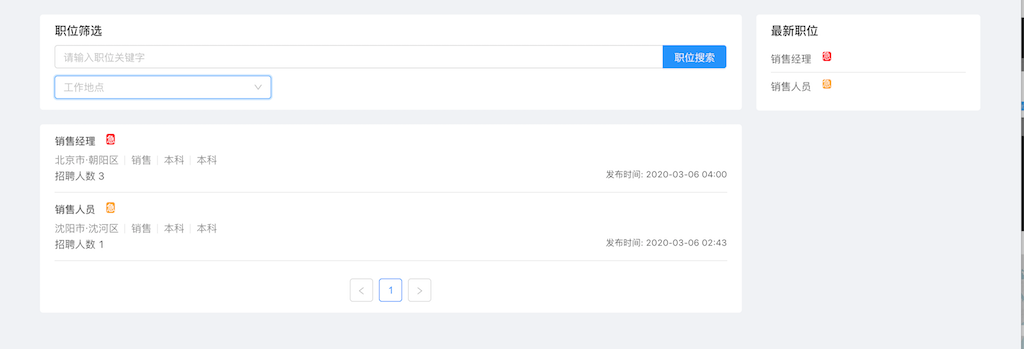 职位筛选
请输入职位关键字 职位搜索
工作地点
销售经理 急
北京市·朝阳区 销售 本科 本科
招聘人数 3 发布时间: 2020-03-06 04:00
销售人员 急
沈阳市·沈河区 销售 本科 本科
招聘人数 1 发布时间: 2020-03-06 02:43
< 1 >
最新职位
销售经理 急
销售人员 急